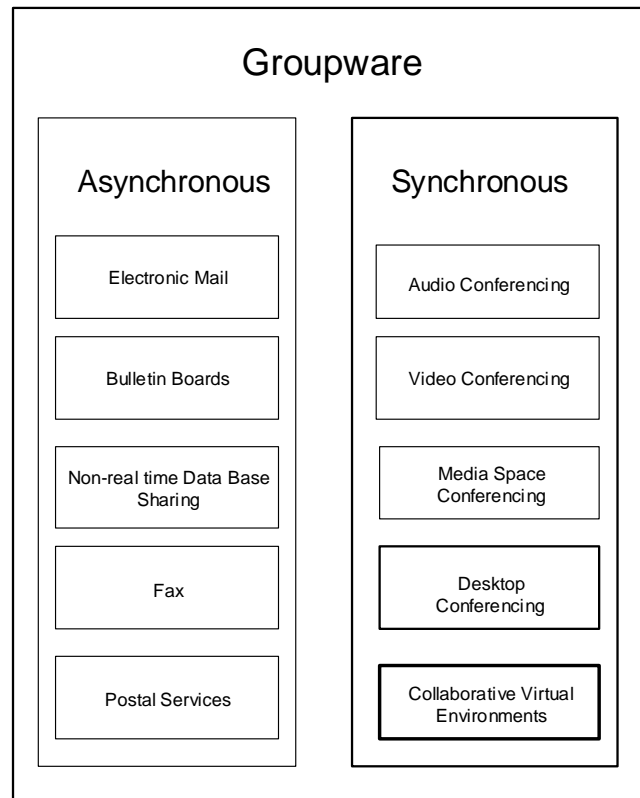 Groupware
Asynchronous
Electronic Mail
Bulletin Boards
Non-real time Data Base
Sharing
Fax
Postal Services
Synchronous
Audio Conferencing
Video Conferencing
Media Space
Conferencing
Desktop
Conferencing
Collaborative Virtual
Environments